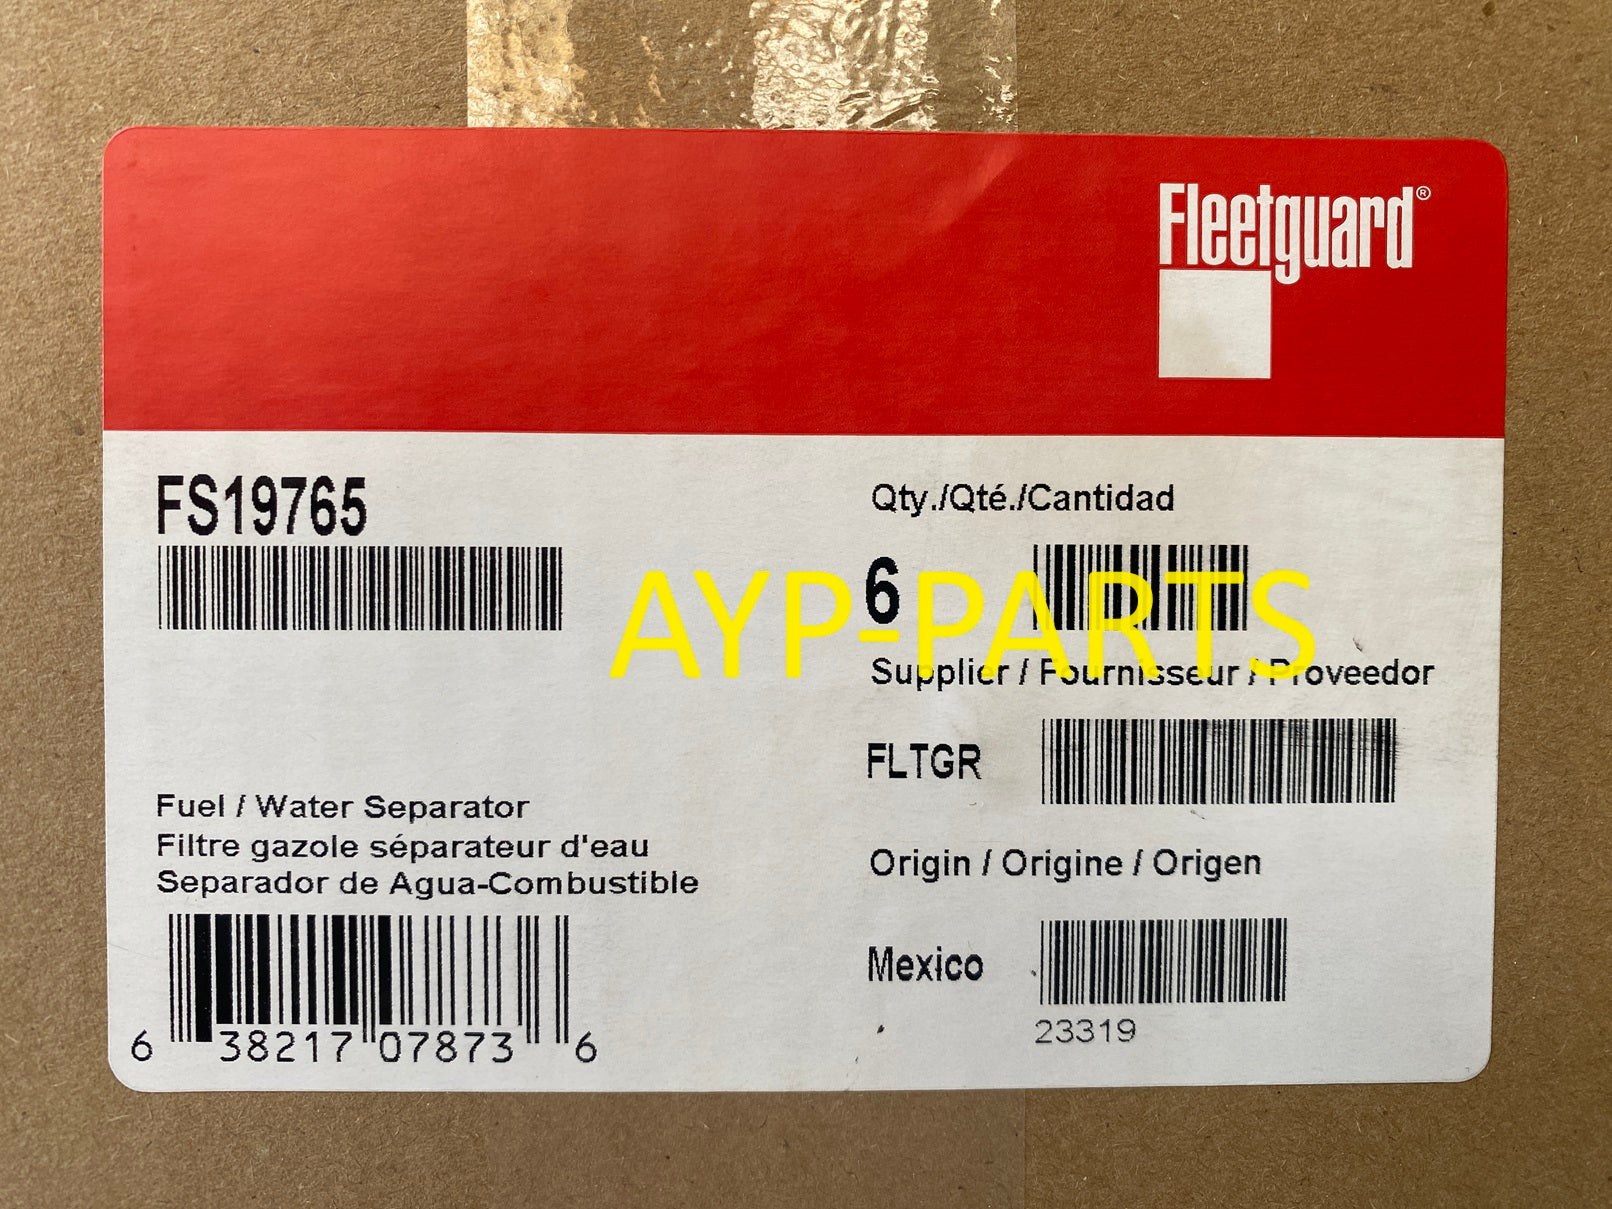 Fleetguard®
FS19765
Qty./Qté./Cantidad
6
AYP-PARTS
Supplier / Fournisseur / Proveedor
FLTGR
Fuel / Water Separator
Filtre gazole séparateur d'eau
Separador de Agua-Combustible
Origin / Origine / Origen
Mexico
23319
6 38217 07873 6